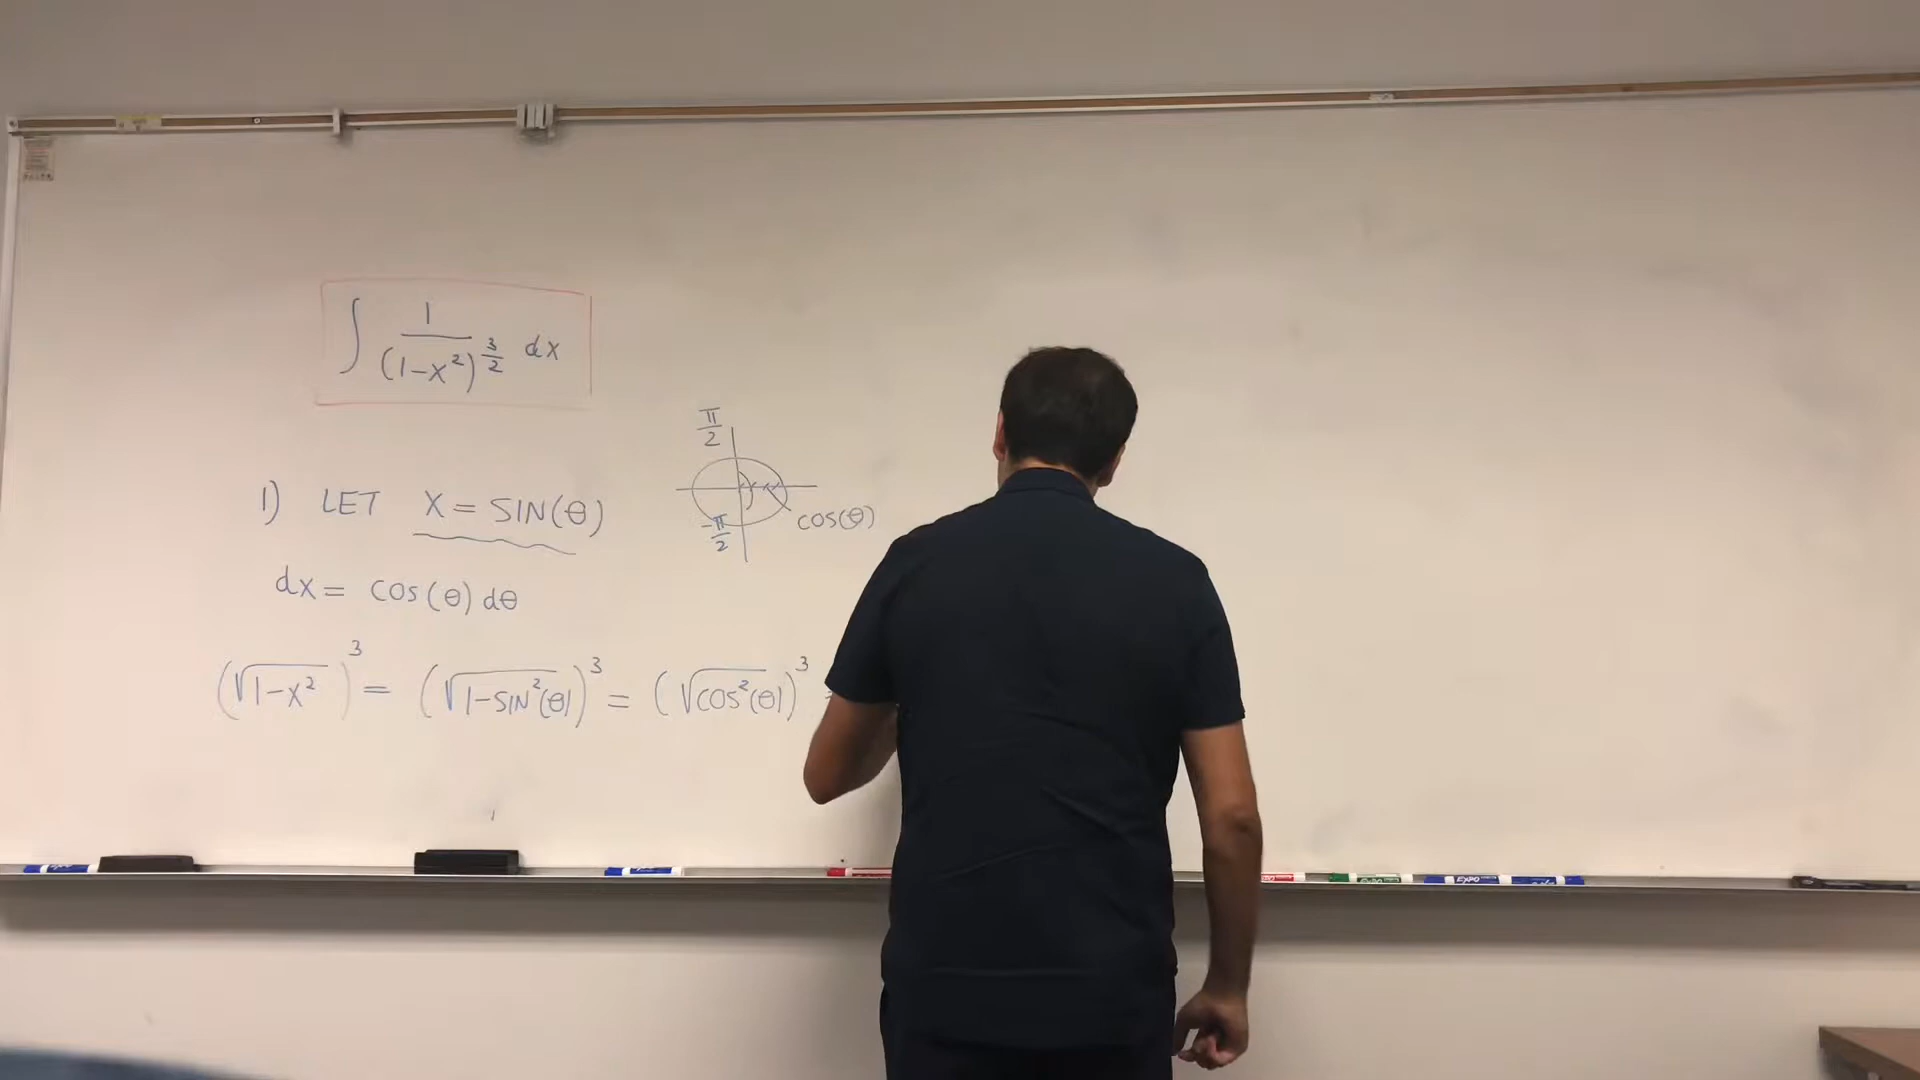 ∫ 1/(1-x²)^(3/2) dx
π/2
1) LET X = SIN(θ)
-π/2
COS(θ)
dx = COS(θ) dθ
(√(1-x²))³ = (√(1-SIN²(θ)))³ = (√(COS²(θ)))³ =
EXPO